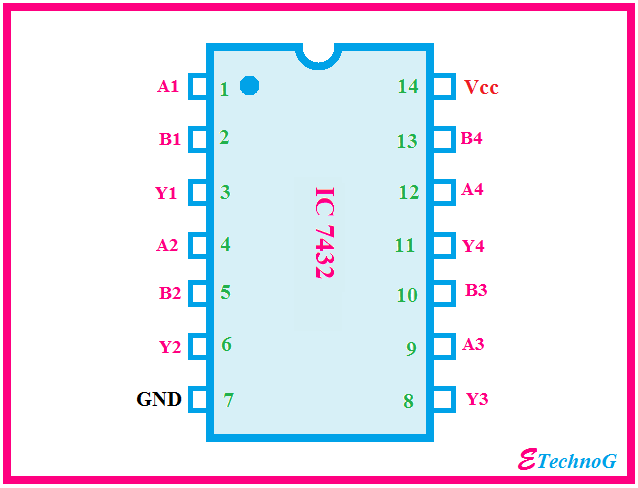 A1 1 14 Vcc
B1 2 13 B4
Y1 3 12 A4
IC 7432
A2 4 11 Y4
B2 5 10 B3
Y2 6 9 A3
GND 7 8 Y3
ETechnoG